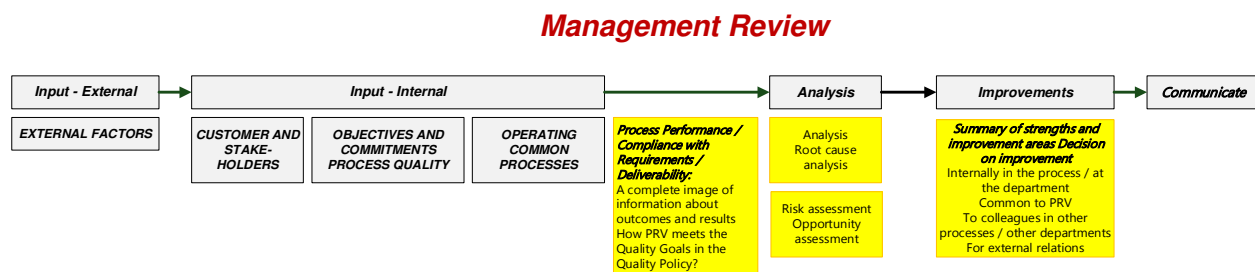 Management Review
Input - External
Input - Internal
Analysis
Improvements
Communicate
EXTERNAL FACTORS
CUSTOMER AND
STAKE-
HOLDERS
OBJECTIVES AND
COMMITMENTS
PROCESS QUALITY
OPERATING
COMMON
PROCESSES
Process Performance /
Compliance with
Requirements /
Deliverability:
A complete image of
information about
outcomes and results
How PRV meets the
Quality Goals in the
Quality Policy?
Analysis
Root cause
analysis
Risk assessment
Opportunity
assessment
Summary of strengths and
improvement areas Decision
on improvement
Internally in the process / at
the department
Common to PRV
To colleagues in other
processes / other departments
For external relations